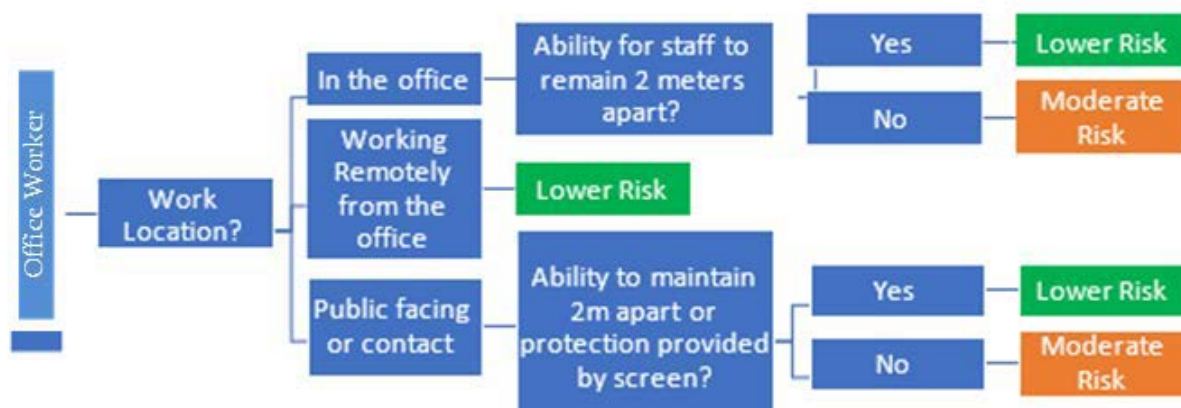 Office Worker
Work
Location?
In the office
Ability for staff to
remain 2 meters
apart?
Yes
Lower Risk
No
Moderate
Risk
Working
Remotely
from the
office
Lower Risk
Public facing
or contact
Ability to maintain
2m apart or
protection provided
by screen?
Yes
Lower Risk
No
Moderate
Risk